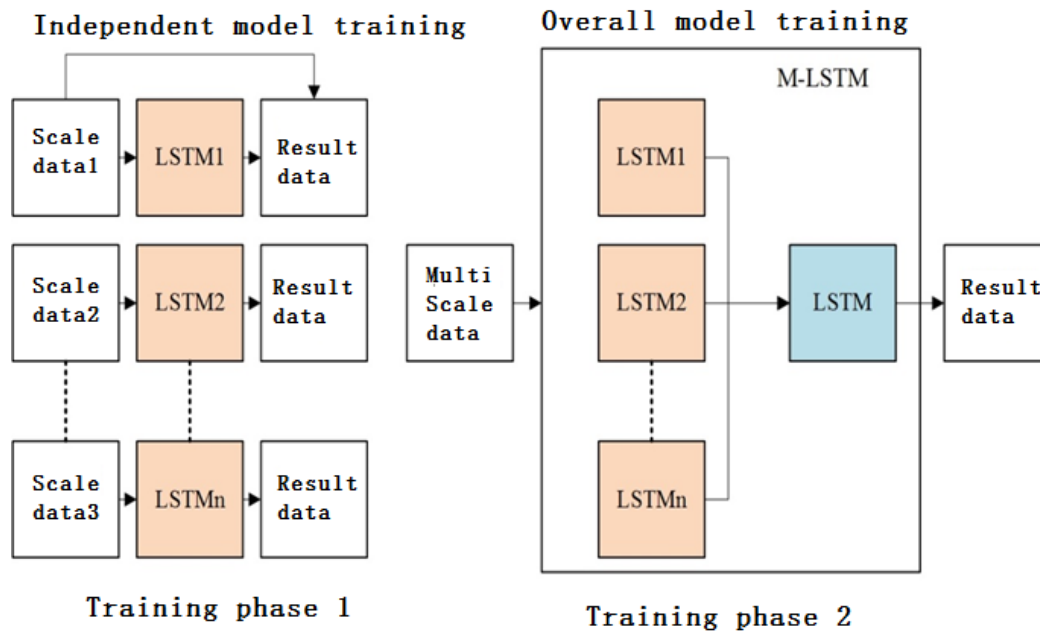 Independent model training
Overall model training
M-LSTM
Scale
data1
LSTM1
Result
data
LSTM1
Scale
data2
LSTM2
Result
data
Multi
Scale
data
LSTM2
LSTM
Result
data
Scale
data3
LSTMn
Result
data
LSTMn
Training phase 1
Training phase 2